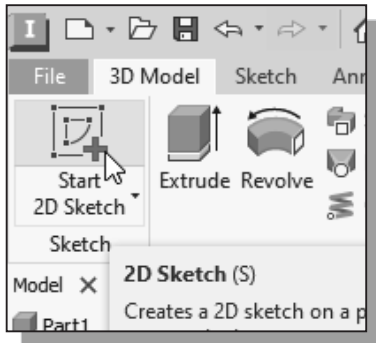 I
File 3D Model Sketch Ann
Start
2D Sketch
Extrude Revolve
Sketch
Model X
Part1
2D Sketch (S)
Creates a 2D sketch on a p